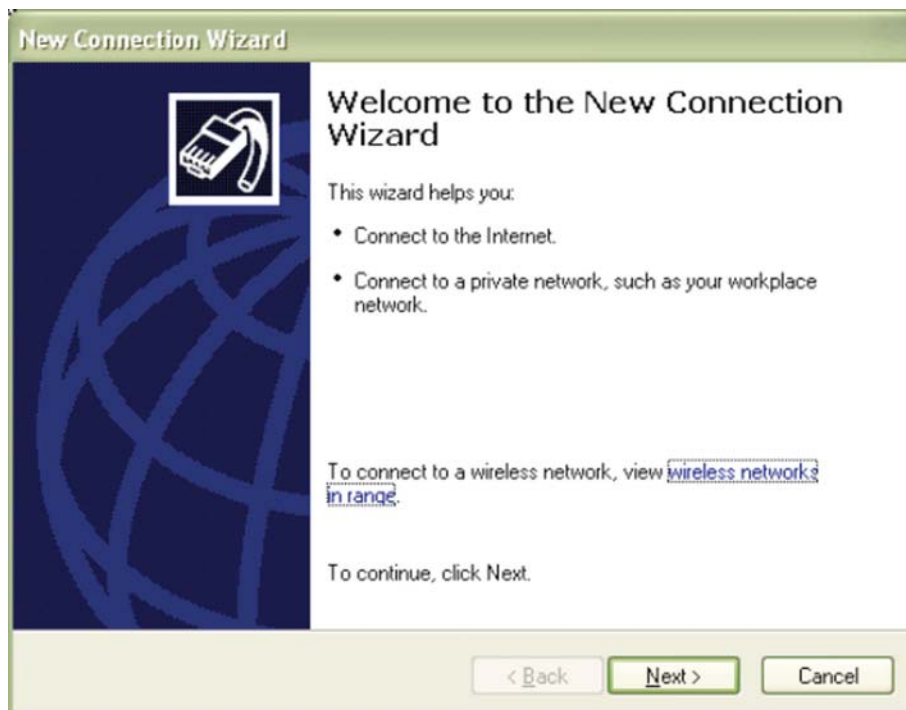 New Connection Wizard
Welcome to the New Connection
Wizard
This wizard helps you:
• Connect to the Internet.
• Connect to a private network, such as your workplace
network.
To connect to a wireless network, view wireless networks
in range.
To continue, click Next.
< Back Next > Cancel